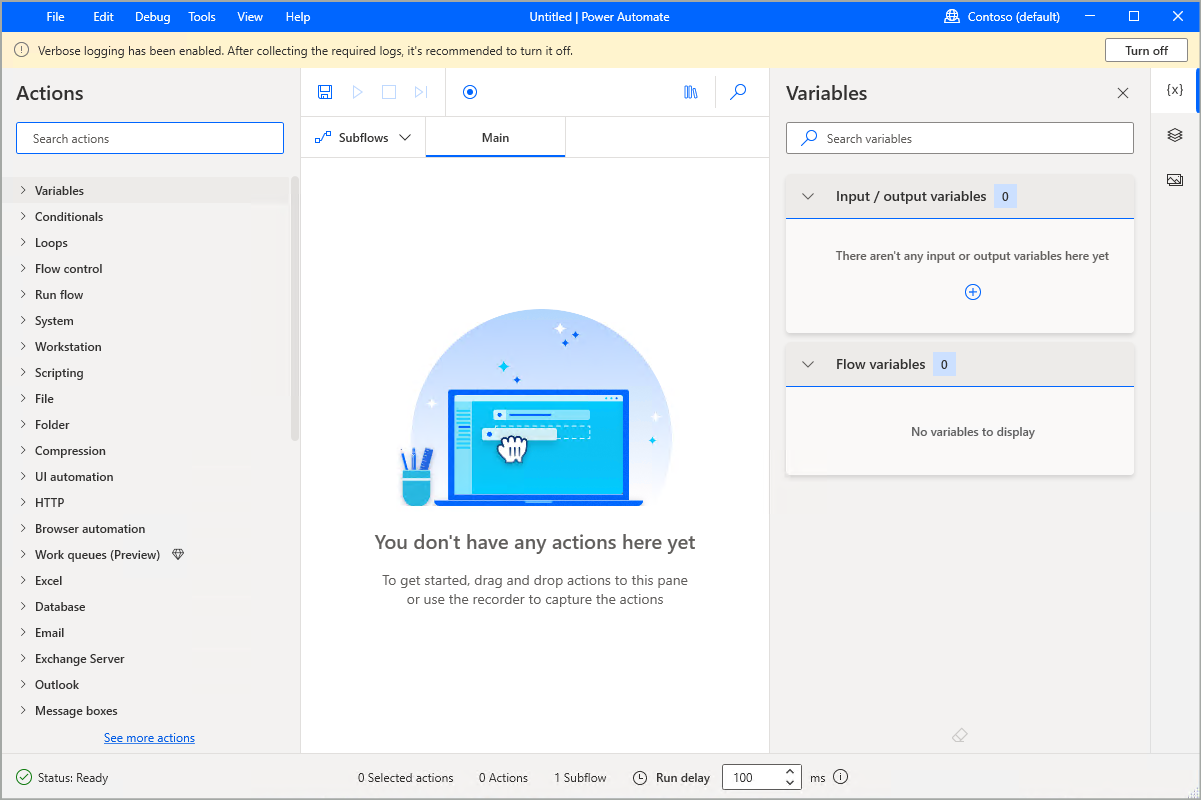 File Edit Debug Tools View Help
Untitled | Power Automate
Contoso (default)
Verbose logging has been enabled. After collecting the required logs, it's recommended to turn it off.
Turn off
Actions
Search actions
Variables
Conditionals
Loops
Flow control
Run flow
System
Workstation
Scripting
File
Folder
Compression
UI automation
HTTP
Browser automation
Work queues (Preview)
Excel
Database
Email
Exchange Server
Outlook
Message boxes
See more actions
Subflows
Main
You don't have any actions here yet
To get started, drag and drop actions to this pane
or use the recorder to capture the actions
Variables
Search variables
Input / output variables 0
There aren't any input or output variables here yet
Flow variables 0
No variables to display
{x}
Status: Ready
0 Selected actions
0 Actions
1 Subflow
Run delay
100
ms